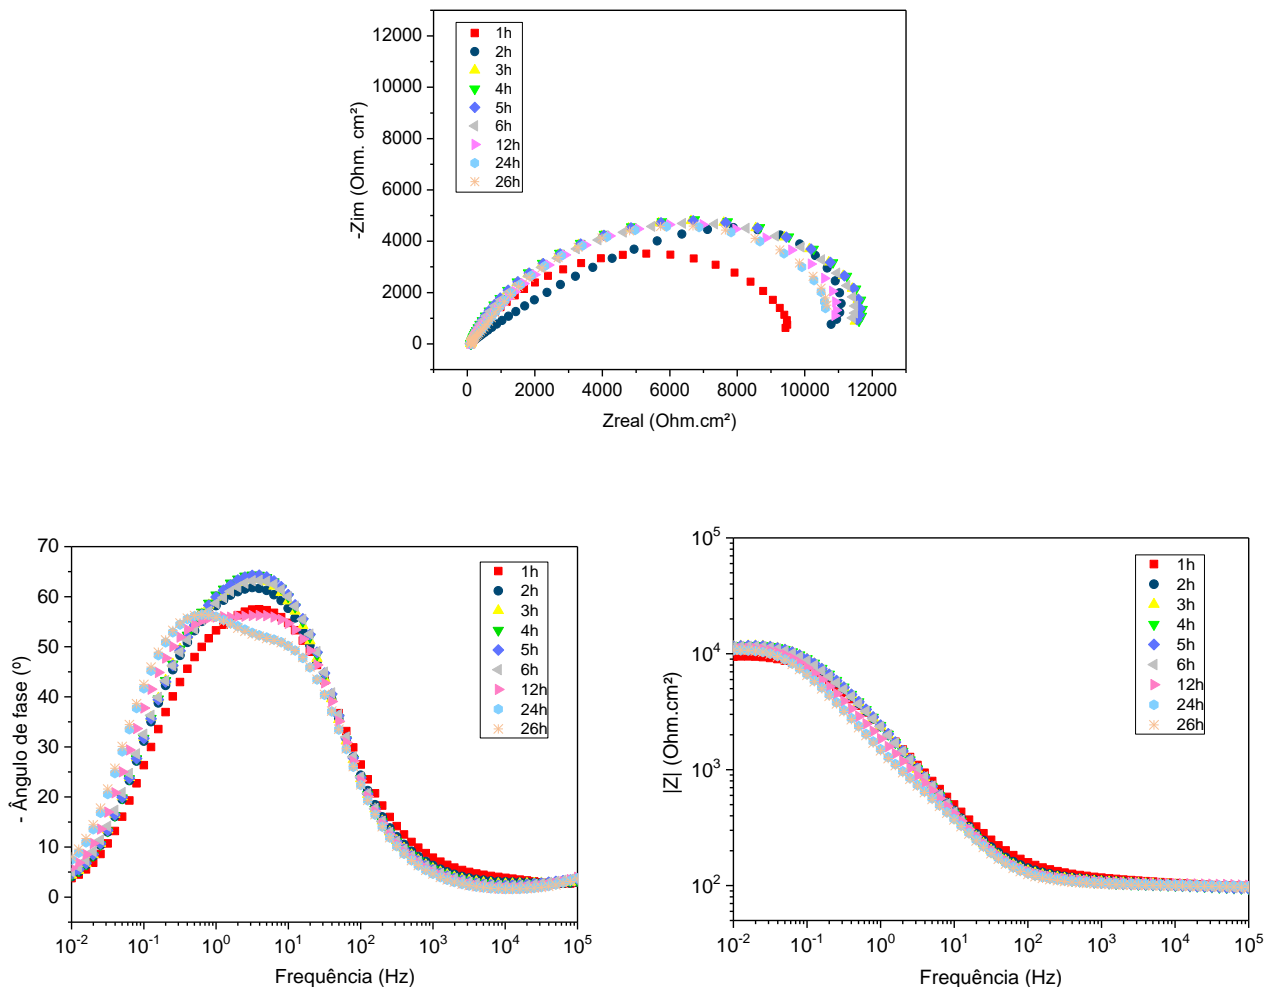 12000
10000
8000
6000
4000
2000
0
-Zim (Ohm. cm²)
1h
2h
3h
4h
5h
6h
12h
24h
26h
0 2000 4000 6000 8000 10000 12000
Zreal (Ohm.cm²)
70
60
50
40
30
20
10
0
- Ângulo de fase (º)
1h
2h
3h
4h
5h
6h
12h
24h
26h
10⁻² 10⁻¹ 10⁰ 10¹ 10² 10³ 10⁴ 10⁵
Frequência (Hz)
10⁵
10⁴
10³
10²
|Z| (Ohm.cm²)
1h
2h
3h
4h
5h
6h
12h
24h
26h
10⁻² 10⁻¹ 10⁰ 10¹ 10² 10³ 10⁴ 10⁵
Frequência (Hz)